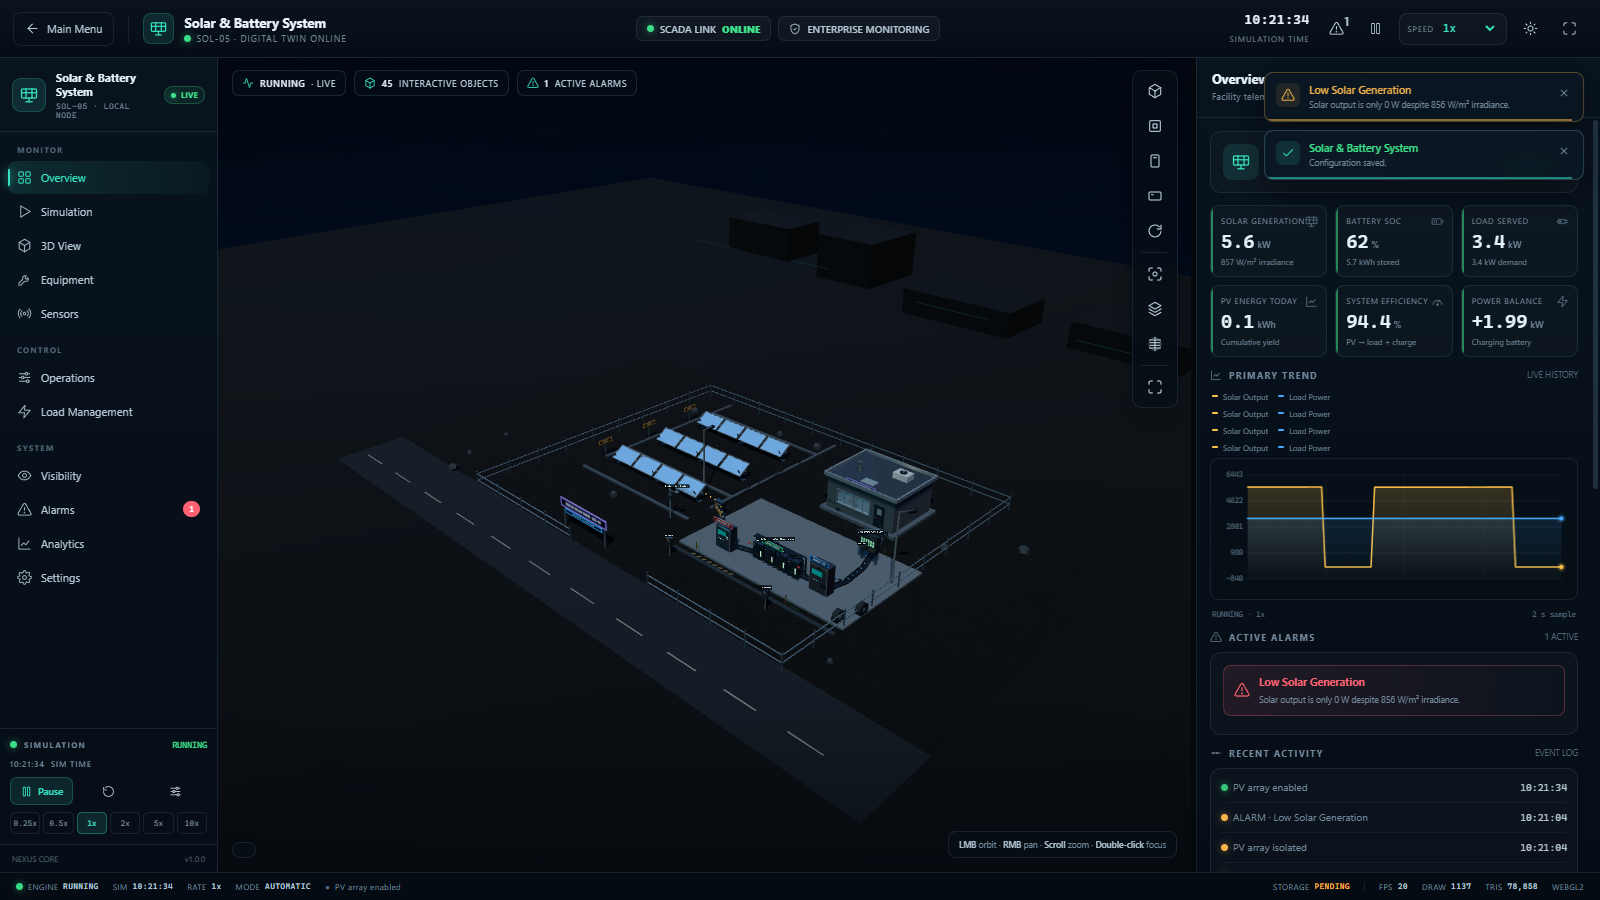 Main Menu
Solar & Battery System
SOL-05 · DIGITAL TWIN ONLINE
SCADA LINK ONLINE
ENTERPRISE MONITORING
10:21:34
SIMULATION TIME
1
SPEED 1x
Solar & Battery System
SOL-05 · LOCAL NODE
LIVE
MONITOR
Overview
Simulation
3D View
Equipment
Sensors
CONTROL
Operations
Load Management
SYSTEM
Visibility
Alarms
1
Analytics
Settings
SIMULATION
RUNNING
10:21:34 SIM TIME
Pause
0.25x 0.5x 1x 2x 5x 10x
NEXUS CORE
v1.0.0
RUNNING · LIVE
45 INTERACTIVE OBJECTS
1 ACTIVE ALARMS
LMB orbit · RMB pan · Scroll zoom · Double-click focus
Overview
Facility telem
Low Solar Generation
Solar output is only 0 W despite 856 W/m² irradiance.
Solar & Battery System
Configuration saved.
SOLAR GENERATION
5.6 kW
857 W/m² irradiance
BATTERY SOC
62 %
5.7 kWh stored
LOAD SERVED
3.4 kW
3.4 kW demand
PV ENERGY TODAY
0.1 kWh
Cumulative yield
SYSTEM EFFICIENCY
94.4 %
PV → load + charge
POWER BALANCE
+1.99 kW
Charging battery
PRIMARY TREND
LIVE HISTORY
Solar Output Load Power
Solar Output Load Power
Solar Output Load Power
Solar Output Load Power
6443
4622
2801
980
-840
RUNNING · 1x
2 s sample
ACTIVE ALARMS
1 ACTIVE
Low Solar Generation
Solar output is only 0 W despite 856 W/m² irradiance.
RECENT ACTIVITY
EVENT LOG
PV array enabled
10:21:34
ALARM · Low Solar Generation
10:21:04
PV array isolated
10:21:04
ENGINE RUNNING
SIM 10:21:34
RATE 1x
MODE AUTOMATIC
PV array enabled
STORAGE PENDING
FPS 20
DRAW 1137
TRIS 78,858
WEBGL2